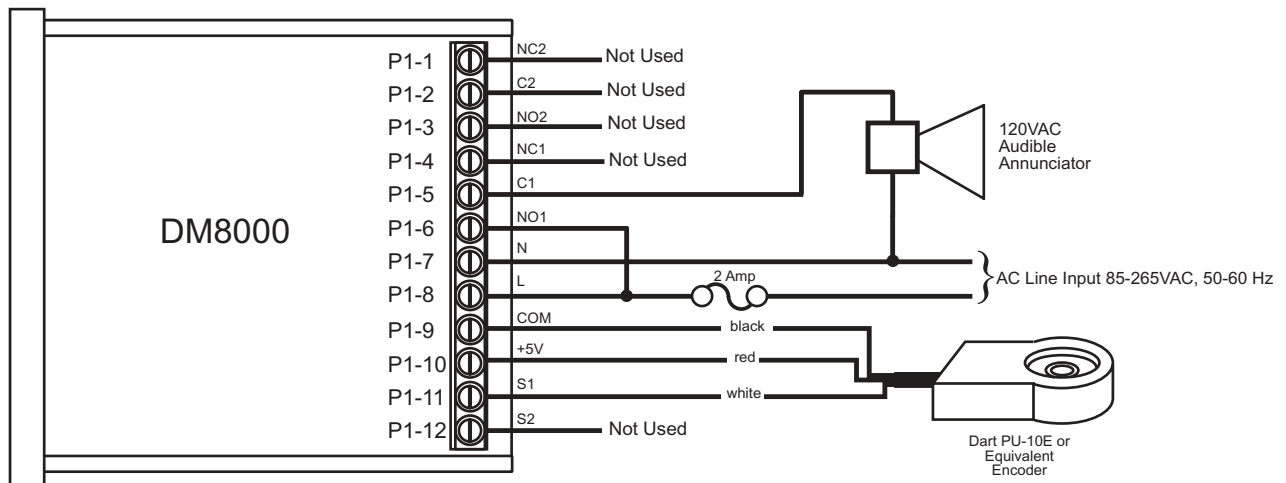 P1-1 NC2 Not Used
P1-2 C2 Not Used
P1-3 NO2 Not Used
P1-4 NC1 Not Used
P1-5 C1
P1-6 NO1
P1-7 N
P1-8 L 2 Amp
P1-9 COM black
P1-10 +5V red
P1-11 S1 white
P1-12 S2 Not Used
DM8000
120VAC
Audible
Annunciator
AC Line Input 85-265VAC, 50-60 Hz
Dart PU-10E or
Equivalent
Encoder